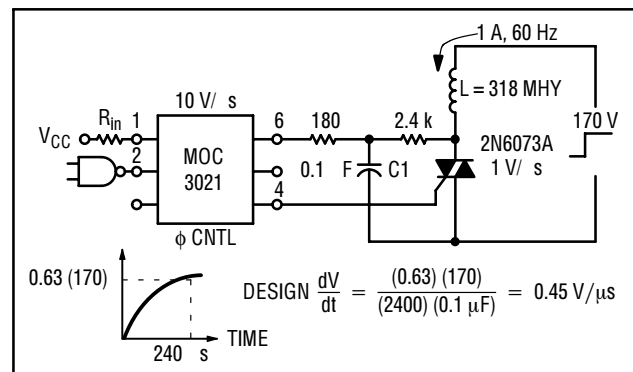 1 A, 60 Hz
L = 318 MHY
10 V/ s
R_in 1 6 180 2.4 k 170 V
V_CC
2 MOC
3021
0.1 F C1
2N6073A
1 V/ s
4
φ CNTL
0.63 (170)
DESIGN dV/dt = (0.63) (170)/(2400) (0.1 μF) = 0.45 V/μs
TIME
240 s